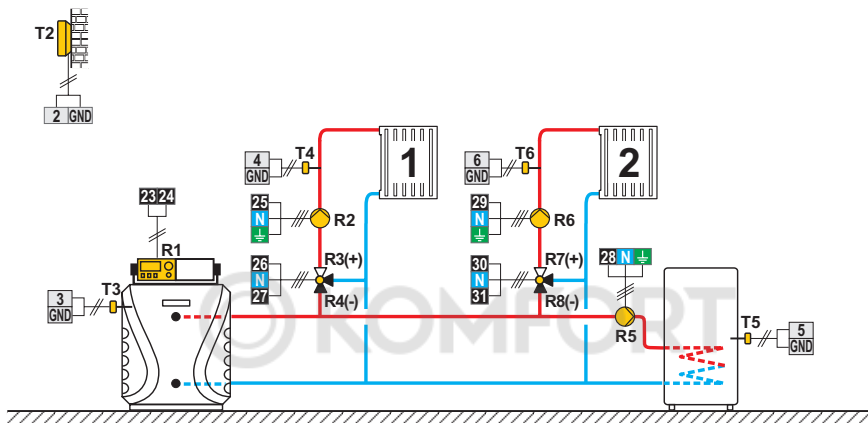 T2
2 GND
4
GND
T4
1
6
GND
T6
2
23 24
R1
25
N
R2
29
N
R6
26
N
27
R3(+)
R4(-)
30
N
31
R7(+)
R8(-)
28 N
R5
3
GND
T3
T5
5
GND
KOMFORT